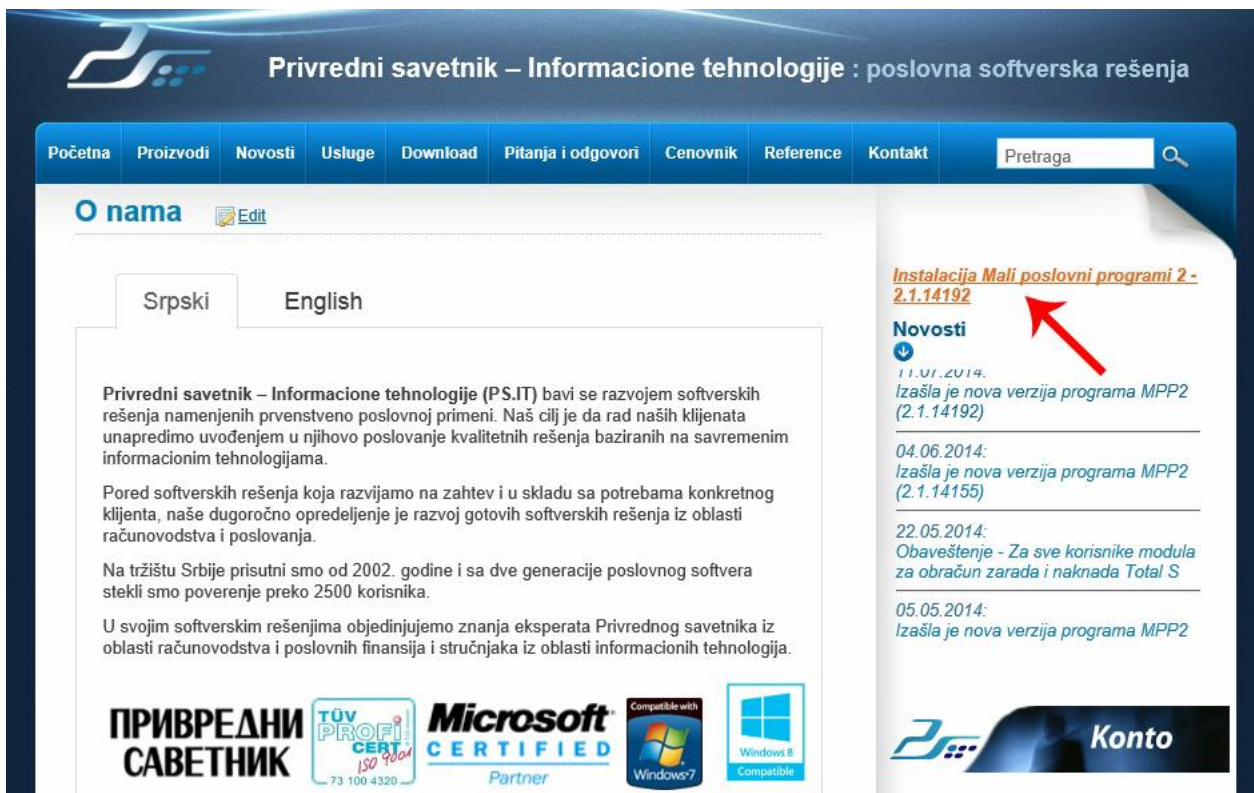 Privredni savetnik – Informacione tehnologije : poslovna softverska rešenja
Početna Proizvodi Novosti Usluge Download Pitanja i odgovori Cenovnik Reference Kontakt Pretraga
O nama Edit
Srpski English
Privredni savetnik – Informacione tehnologije (PS.IT) bavi se razvojem softverskih
rešenja namenjenih prvenstveno poslovnoj primeni. Naš cilj je da rad naših klijenata
unapredimo uvođenjem u njihovo poslovanje kvalitetnih rešenja baziranih na savremenim
informacionim tehnologijama.
Pored softverskih rešenja koja razvijamo na zahtev i u skladu sa potrebama konkretnog
klijenta, naše dugoročno opredeljenje je razvoj gotovih softverskih rešenja iz oblasti
računovodstva i poslovanja.
Na tržištu Srbije prisutni smo od 2002. godine i sa dve generacije poslovnog softvera
stekli smo poverenje preko 2500 korisnika.
U svojim softverskim rešenjima objedinjujemo znanja eksperata Privrednog savetnika iz
oblasti računovodstva i poslovnih finansija i stručnjaka iz oblasti informacionih tehnologija.
ПРИВРЕДНИ
САВЕТНИК
TÜV
PROFI
CERT
ISO 9001
73 100 4320
Microsoft
CERTIFIED
Partner
Compatible with
Windows 7
Windows 8
Compatible
Instalacija Mali poslovni programi 2 -
2.1.14192
Novosti
11.07.2014.
Izašla je nova verzija programa MPP2
(2.1.14192)
04.06.2014:
Izašla je nova verzija programa MPP2
(2.1.14155)
22.05.2014:
Obaveštenje - Za sve korisnike modula
za obračun zarada i naknada Total S
05.05.2014:
Izašla je nova verzija programa MPP2
Konto